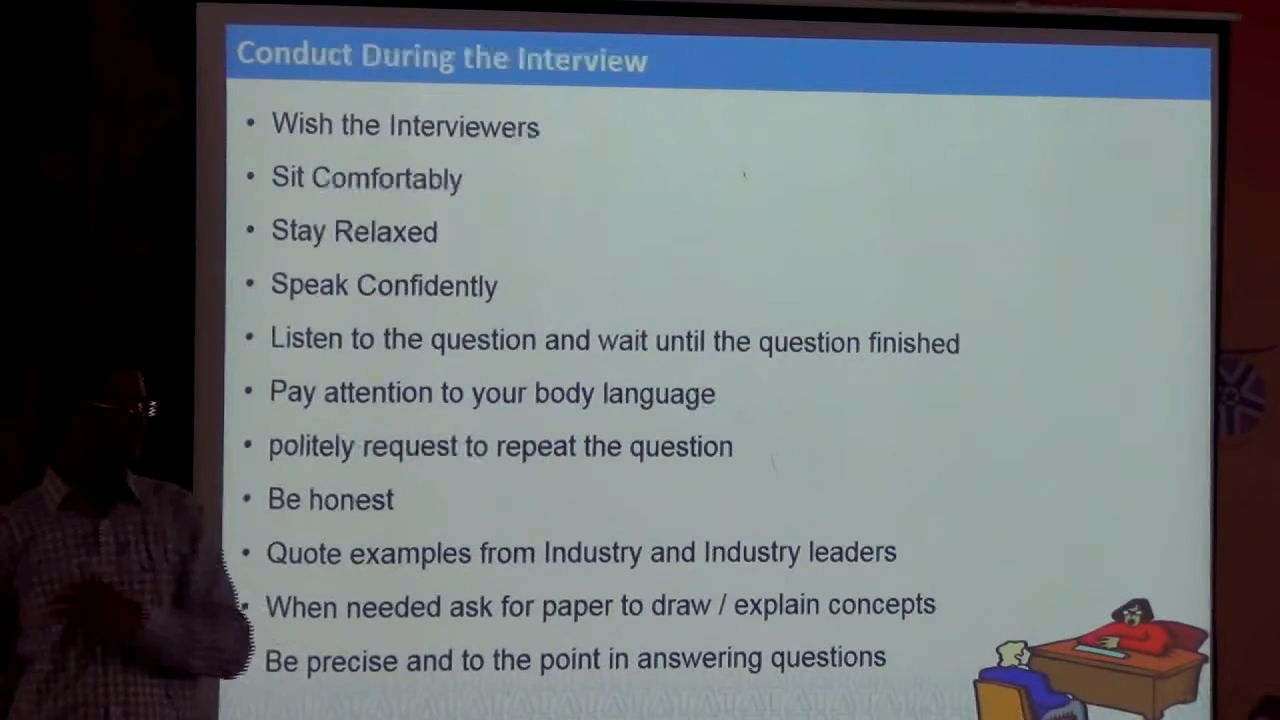 Conduct During the Interview
• Wish the Interviewers
• Sit Comfortably
• Stay Relaxed
• Speak Confidently
• Listen to the question and wait until the question finished
• Pay attention to your body language
• politely request to repeat the question
• Be honest
• Quote examples from Industry and Industry leaders
• When needed ask for paper to draw / explain concepts
Be precise and to the point in answering questions